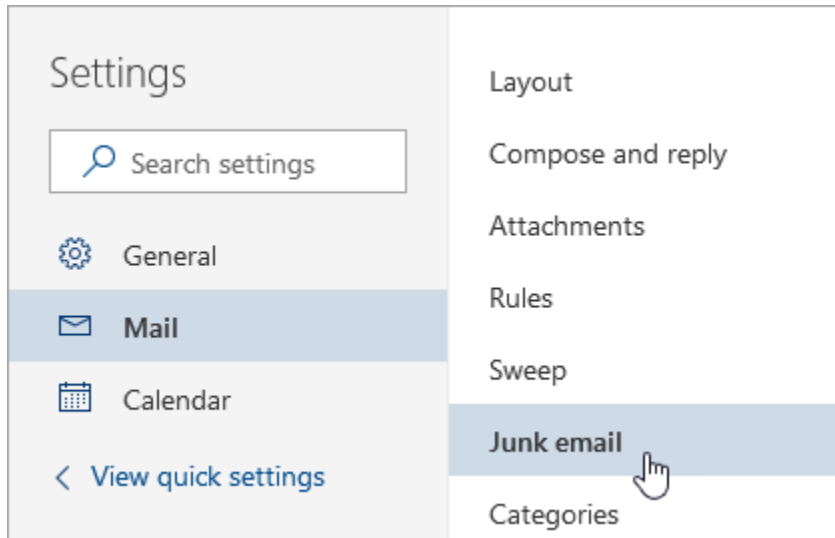 Settings
Search settings
General
Mail
Calendar
View quick settings
Layout
Compose and reply
Attachments
Rules
Sweep
Junk email
Categories